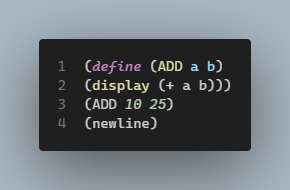 1 (define (ADD a b)
2 (display (+ a b)))
3 (ADD 10 25)
4 (newline)